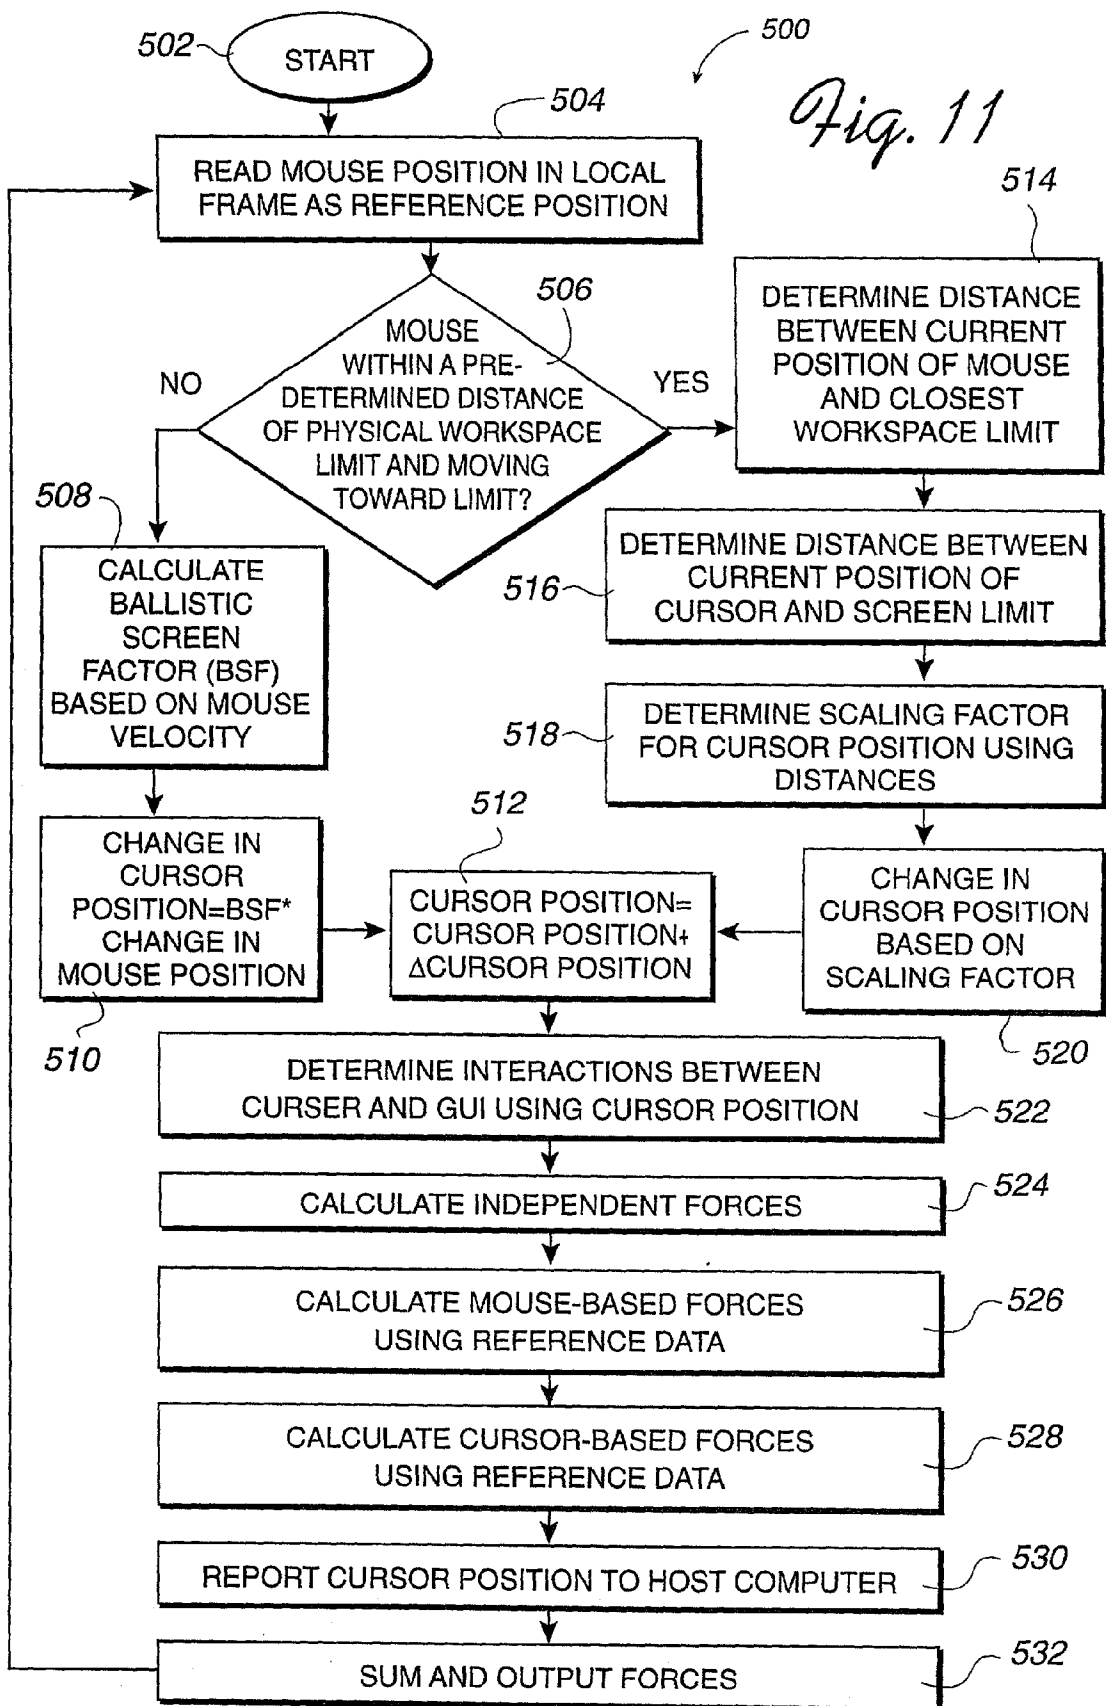 502
START
500
Fig. 11
504
READ MOUSE POSITION IN LOCAL
FRAME AS REFERENCE POSITION
506
MOUSE
WITHIN A PRE-
DETERMINED DISTANCE
OF PHYSICAL WORKSPACE
LIMIT AND MOVING
TOWARD LIMIT?
NO
YES
514
DETERMINE DISTANCE
BETWEEN CURRENT
POSITION OF MOUSE
AND CLOSEST
WORKSPACE LIMIT
508
CALCULATE
BALLISTIC
SCREEN
FACTOR (BSF)
BASED ON MOUSE
VELOCITY
516
DETERMINE DISTANCE BETWEEN
CURRENT POSITION OF
CURSOR AND SCREEN LIMIT
518
DETERMINE SCALING FACTOR
FOR CURSOR POSITION USING
DISTANCES
CHANGE IN
CURSOR
POSITION=BSF*
CHANGE IN
MOUSE POSITION
510
512
CURSOR POSITION=
CURSOR POSITION+
ΔCURSOR POSITION
CHANGE IN
CURSOR POSITION
BASED ON
SCALING FACTOR
520
DETERMINE INTERACTIONS BETWEEN
CURSER AND GUI USING CURSOR POSITION
522
CALCULATE INDEPENDENT FORCES
524
CALCULATE MOUSE-BASED FORCES
USING REFERENCE DATA
526
CALCULATE CURSOR-BASED FORCES
USING REFERENCE DATA
528
REPORT CURSOR POSITION TO HOST COMPUTER
530
SUM AND OUTPUT FORCES
532